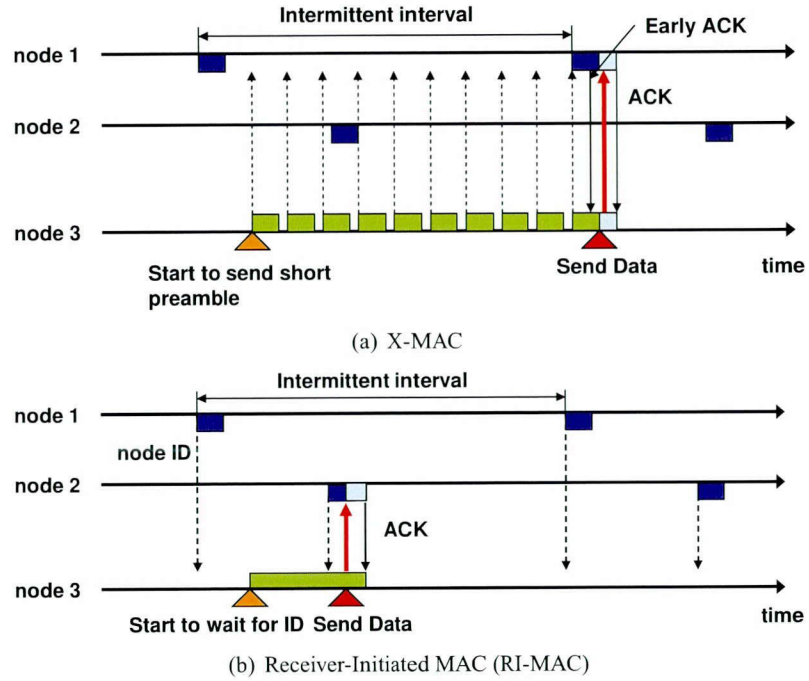 Intermittent interval
Early ACK
node 1
ACK
node 2
node 3
Start to send short
preamble
Send Data
time
(a) X-MAC
Intermittent interval
node 1
node ID
node 2
ACK
node 3
Start to wait for ID
Send Data
time
(b) Receiver-Initiated MAC (RI-MAC)